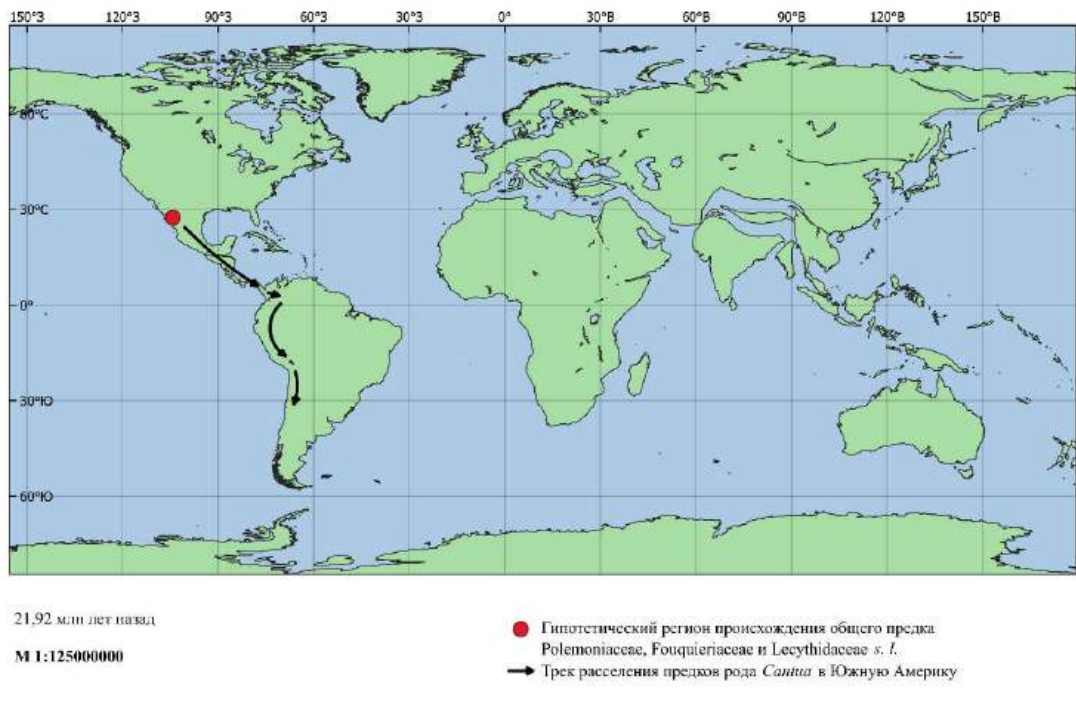 150°З 120°З 90°З 60°З 30°З 0° 30°В 60°В 90°В 120°В 150°В
60°С
30°С
0°
30°Ю
60°Ю
21,92 млн лет назад
М 1:125000000
Гипотетический регион происхождения общего предка
Polemoniaceae, Fouquieriaceae и Lecythidaceae s. l.
Трек расселения предков рода Cantua в Южную Америку